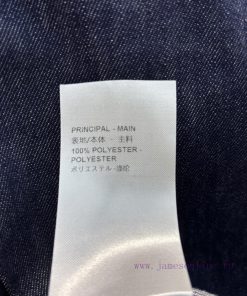 PRINCIPAL - MAIN
表地/本体 - 主料
100% POLYESTER -
POLYESTER
ポリエステル -涤纶